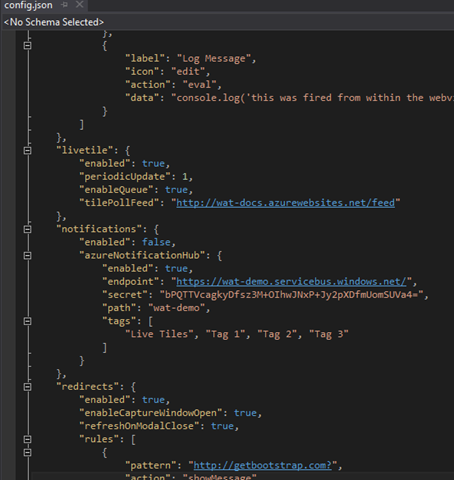 config.json
<No Schema Selected>
},
{
"label": "Log Message",
"icon": "edit",
"action": "eval",
"data": "console.log('this was fired from within the webvi
}
]
},
"livetile": {
"enabled": true,
"periodicUpdate": 1,
"enableQueue": true,
"tilePollFeed": "http://wat-docs.azurewebsites.net/feed"
},
"notifications": {
"enabled": false,
"azureNotificationHub": {
"enabled": true,
"endpoint": "https://wat-demo.servicebus.windows.net/",
"secret": "bPQTTVcagkyDfsz3M+OIhwJNxP+Jy2pXDfmUomSUVa4=",
"path": "wat-demo",
"tags": [
"Live Tiles", "Tag 1", "Tag 2", "Tag 3"
]
}
},
"redirects": {
"enabled": true,
"enableCaptureWindowOpen": true,
"refreshOnModalClose": true,
"rules": [
{
"pattern": "http://getbootstrap.com?",
"action": "showMessage"